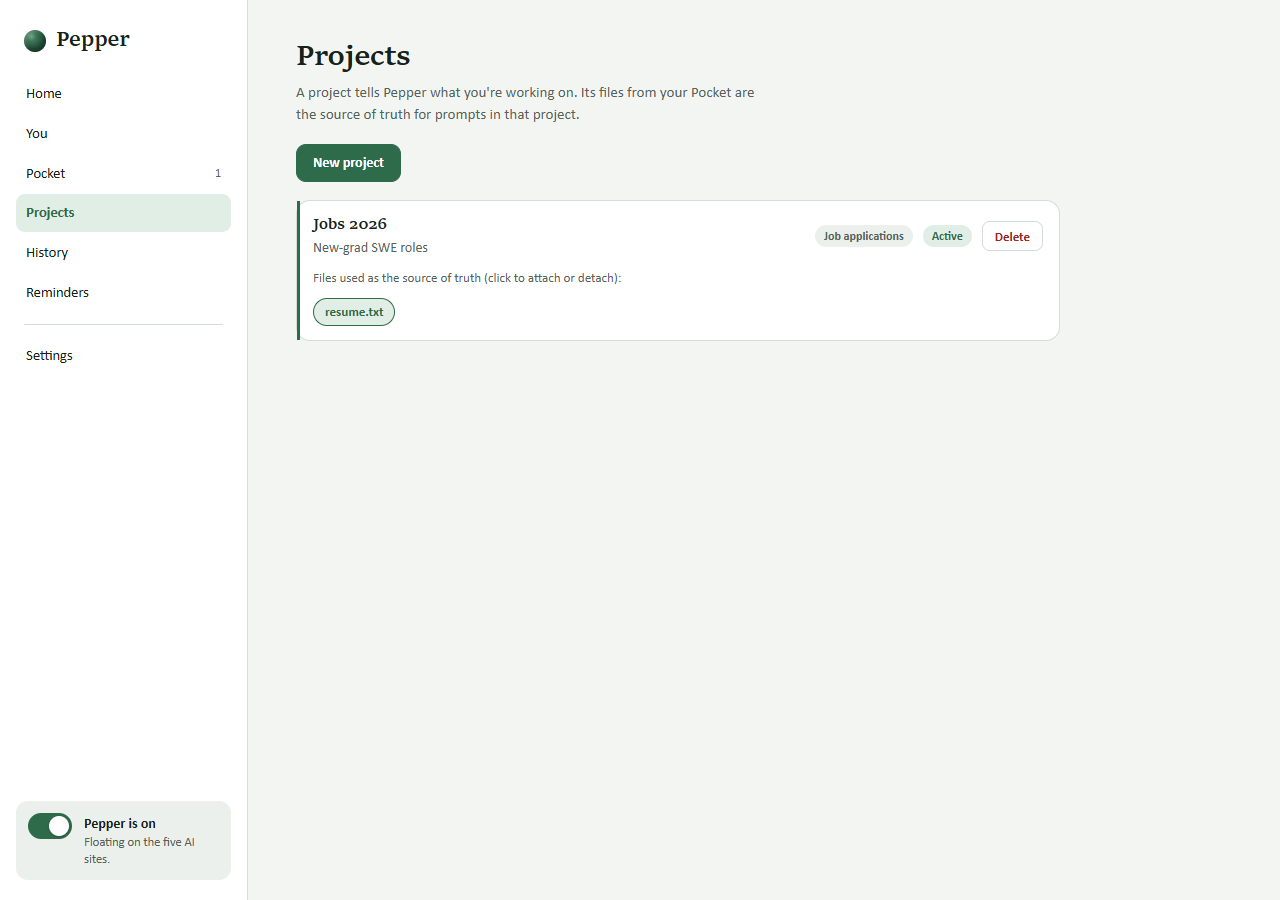 Pepper
Home
You
Pocket 1
Projects
History
Reminders
Settings
Pepper is on
Floating on the five AI
sites.
Projects
A project tells Pepper what you're working on. Its files from your Pocket are
the source of truth for prompts in that project.
New project
Jobs 2026
New-grad SWE roles
Job applications
Active
Delete
Files used as the source of truth (click to attach or detach):
resume.txt